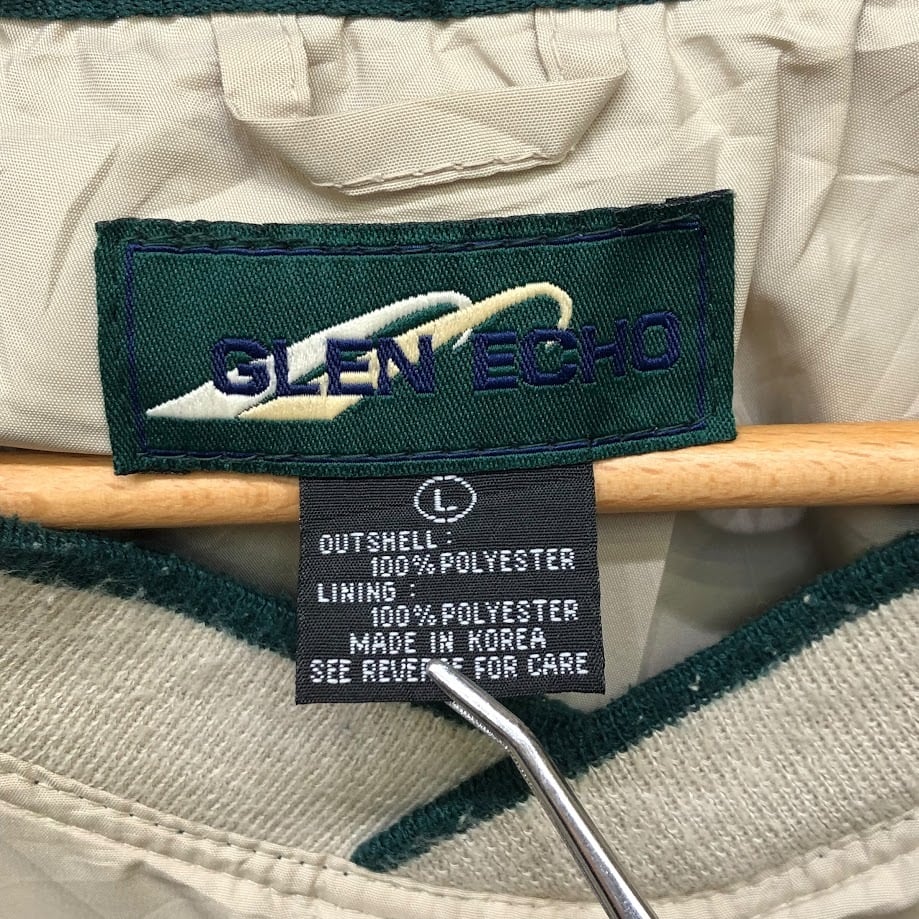 GLEN ECHO
L
OUTSHELL :
100% POLYESTER
LINING :
100% POLYESTER
MADE IN KOREA
SEE REVERSE FOR CARE